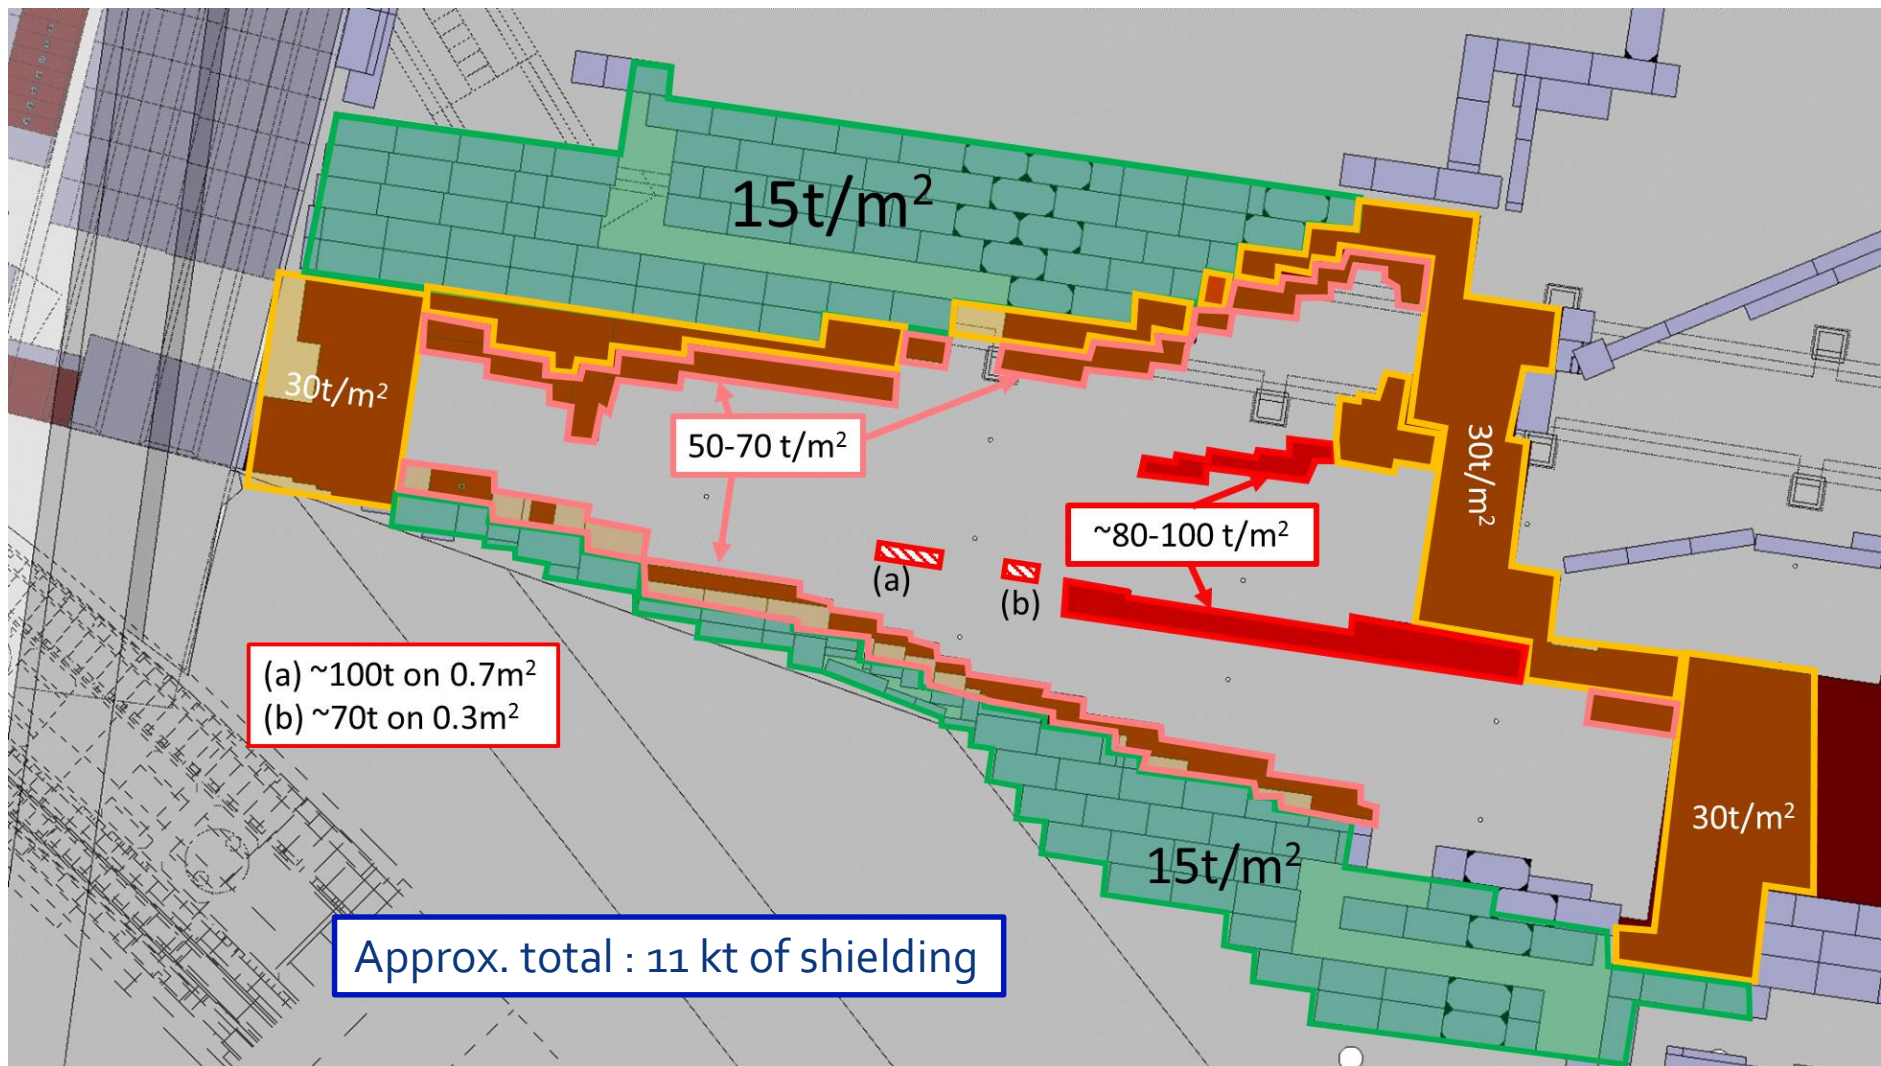 15t/m²
30t/m²
50-70 t/m²
~80-100 t/m²
30t/m²
(a)
(b)
(a) ~100t on 0.7m²
(b) ~70t on 0.3m²
30t/m²
15t/m²
Approx. total : 11 kt of shielding